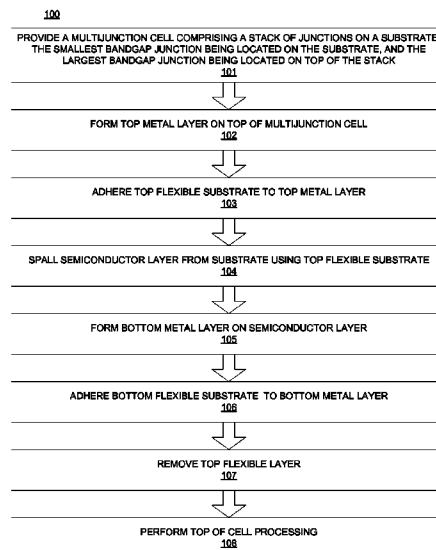 100
PROVIDE A MULTIJUNCTION CELL COMPRISING A STACK OF JUNCTIONS ON A SUBSTRATE
THE SMALLEST BANDGAP JUNCTION BEING LOCATED ON THE SUBSTRATE, AND THE
LARGEST BANDGAP JUNCTION BEING LOCATED ON TOP OF THE STACK
101
FORM TOP METAL LAYER ON TOP OF MULTIJUNCTION CELL
102
ADHERE TOP FLEXIBLE SUBSTRATE TO TOP METAL LAYER
103
SPALL SEMICONDUCTOR LAYER FROM SUBSTRATE USING TOP FLEXIBLE SUBSTRATE
104
FORM BOTTOM METAL LAYER ON SEMICONDUCTOR LAYER
105
ADHERE BOTTOM FLEXIBLE SUBSTRATE TO BOTTOM METAL LAYER
106
REMOVE TOP FLEXIBLE LAYER
107
PERFORM TOP OF CELL PROCESSING
108